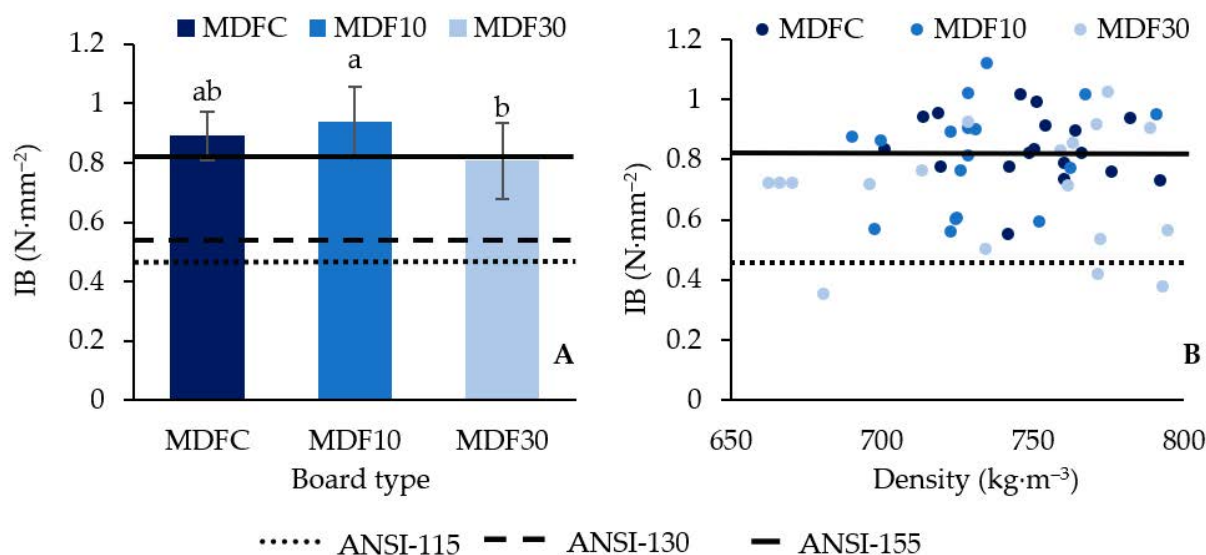 MDFC MDF10 MDF30
IB (N·mm⁻²)
1.2
1
0.8
0.6
0.4
0.2
0
ab
a
b
A
MDFC MDF10 MDF30
Board type
MDFC MDF10 MDF30
IB (N·mm⁻²)
1.2
1
0.8
0.6
0.4
0.2
0
B
650 700 750 800
Density (kg·m⁻³)
ANSI-115 ANSI-130 ANSI-155